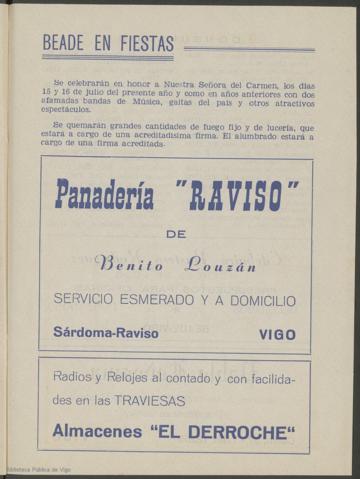 BEADE EN FIESTAS
Se celebrarán en honor a Nuestra Señora del Carmen, los días
15 y 16 de julio del presente año y como en años anteriores con dos
afamadas bandas de Música, gaitas del país y otros atractivos
espectáculos.
Se quemarán grandes cantidades de fuego fijo y de lucería, que
estará a cargo de una acreditadísima firma. El alumbrado estará a
cargo de una firma acreditada.
Panadería "RAVISO"
DE
Benito Louzán
SERVICIO ESMERADO Y A DOMICILIO
Sárdoma-Raviso VIGO
Radios y Relojes al contado y con facilida-
des en las TRAVIESAS
Almacenes "EL DERROCHE"
Biblioteca Pública de Vigo